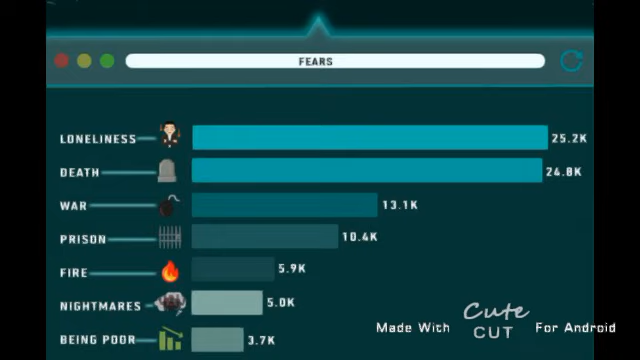 FEARS
LONELINESS 25.2K
DEATH 24.8K
WAR 13.1K
PRISON 10.4K
FIRE 5.9K
NIGHTMARES 5.0K
BEING POOR 3.7K
Made With Cute CUT For Android